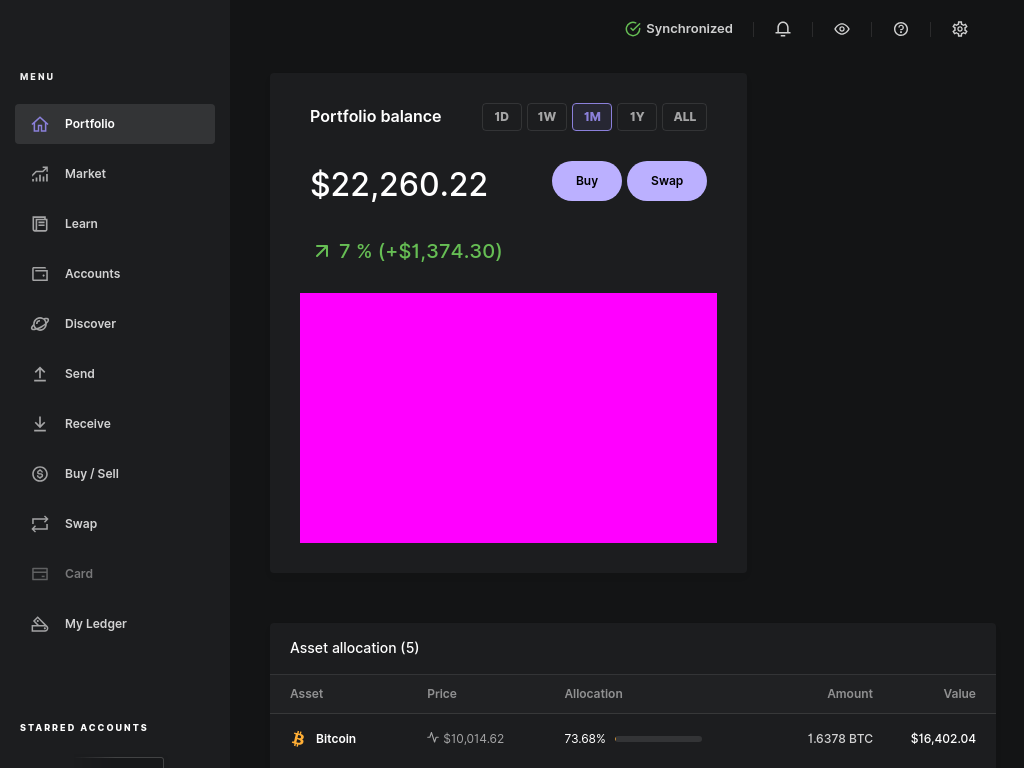 Synchronized
MENU
Portfolio
Market
Learn
Accounts
Discover
Send
Receive
Buy / Sell
Swap
Card
My Ledger
STARRED ACCOUNTS
Portfolio balance
1D 1W 1M 1Y ALL
$22,260.22
Buy Swap
7 % (+$1,374.30)
Asset allocation (5)
Asset Price Allocation Amount Value
Bitcoin $10,014.62 73.68% 1.6378 BTC $16,402.04